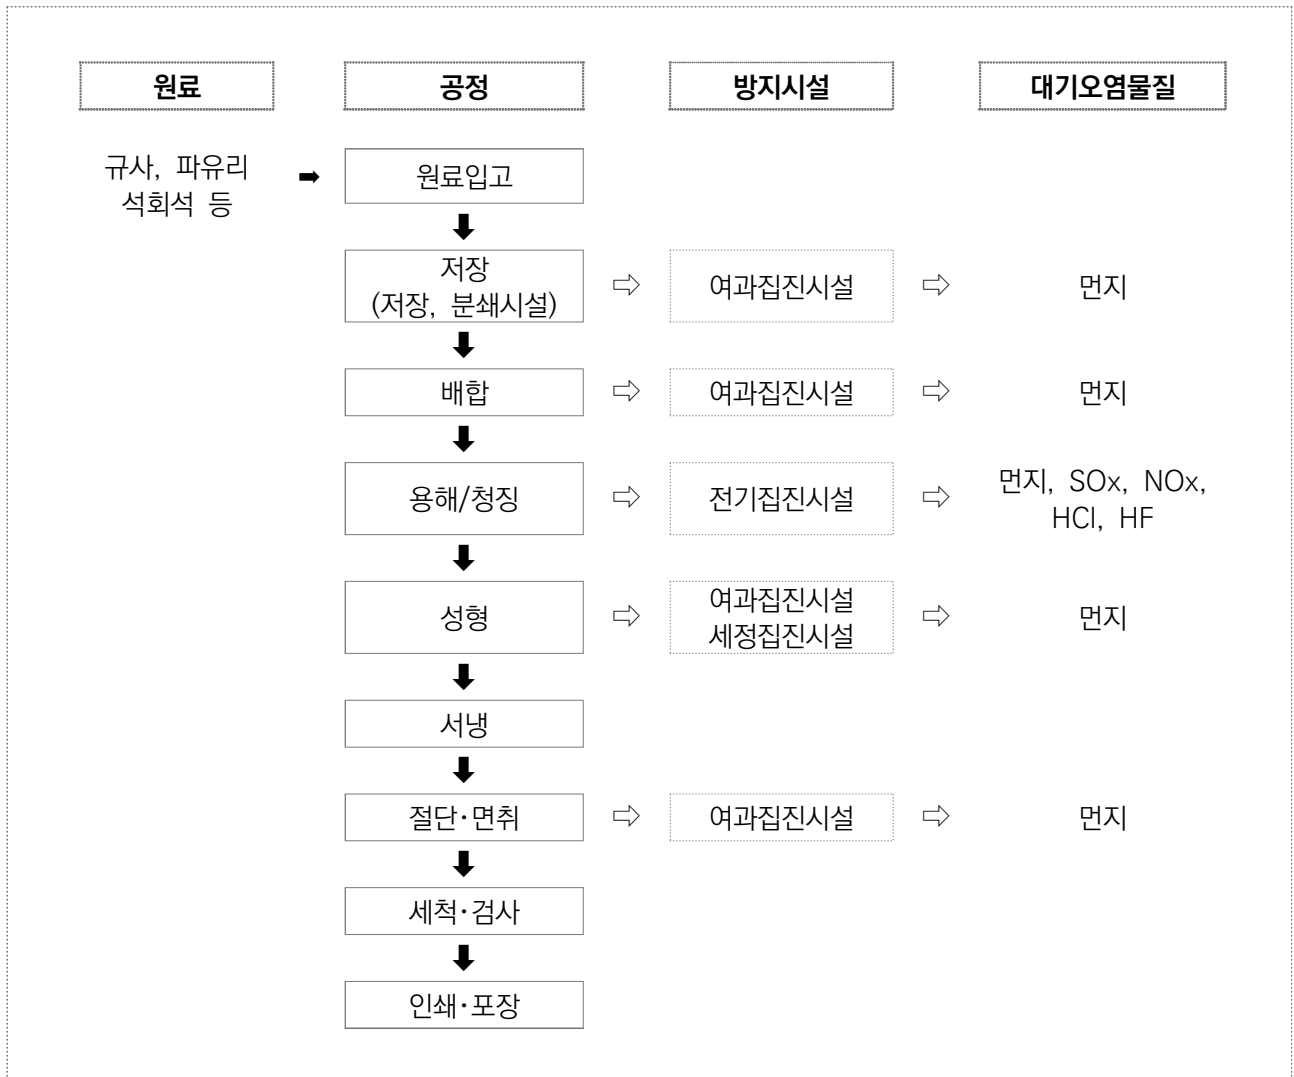 원료 공정 방지시설 대기오염물질
규사, 파유리
석회석 등
➡ 원료입고
저장
(저장, 분쇄시설)
여과집진시설
먼지
배합
여과집진시설
먼지
용해/청징
전기집진시설
먼지, SOx, NOx,
HCl, HF
성형
여과집진시설
세정집진시설
먼지
서냉
절단·면취
여과집진시설
먼지
세척·검사
인쇄·포장